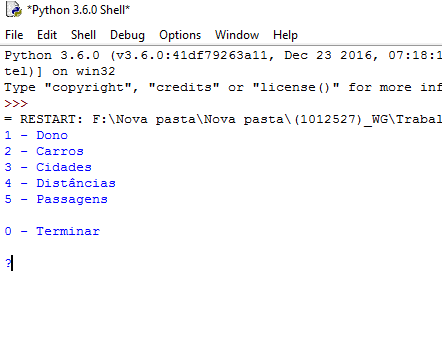 *Python 3.6.0 Shell*
File Edit Shell Debug Options Window Help
Python 3.6.0 (v3.6.0:41df79263a11, Dec 23 2016, 07:18:1
tel)] on win32
Type "copyright", "credits" or "license()" for more inf
>>>
= RESTART: F:\Nova pasta\Nova pasta\(1012527)_WG\Trabal
1 - Dono
2 - Carros
3 - Cidades
4 - Distâncias
5 - Passagens
0 - Terminar
?